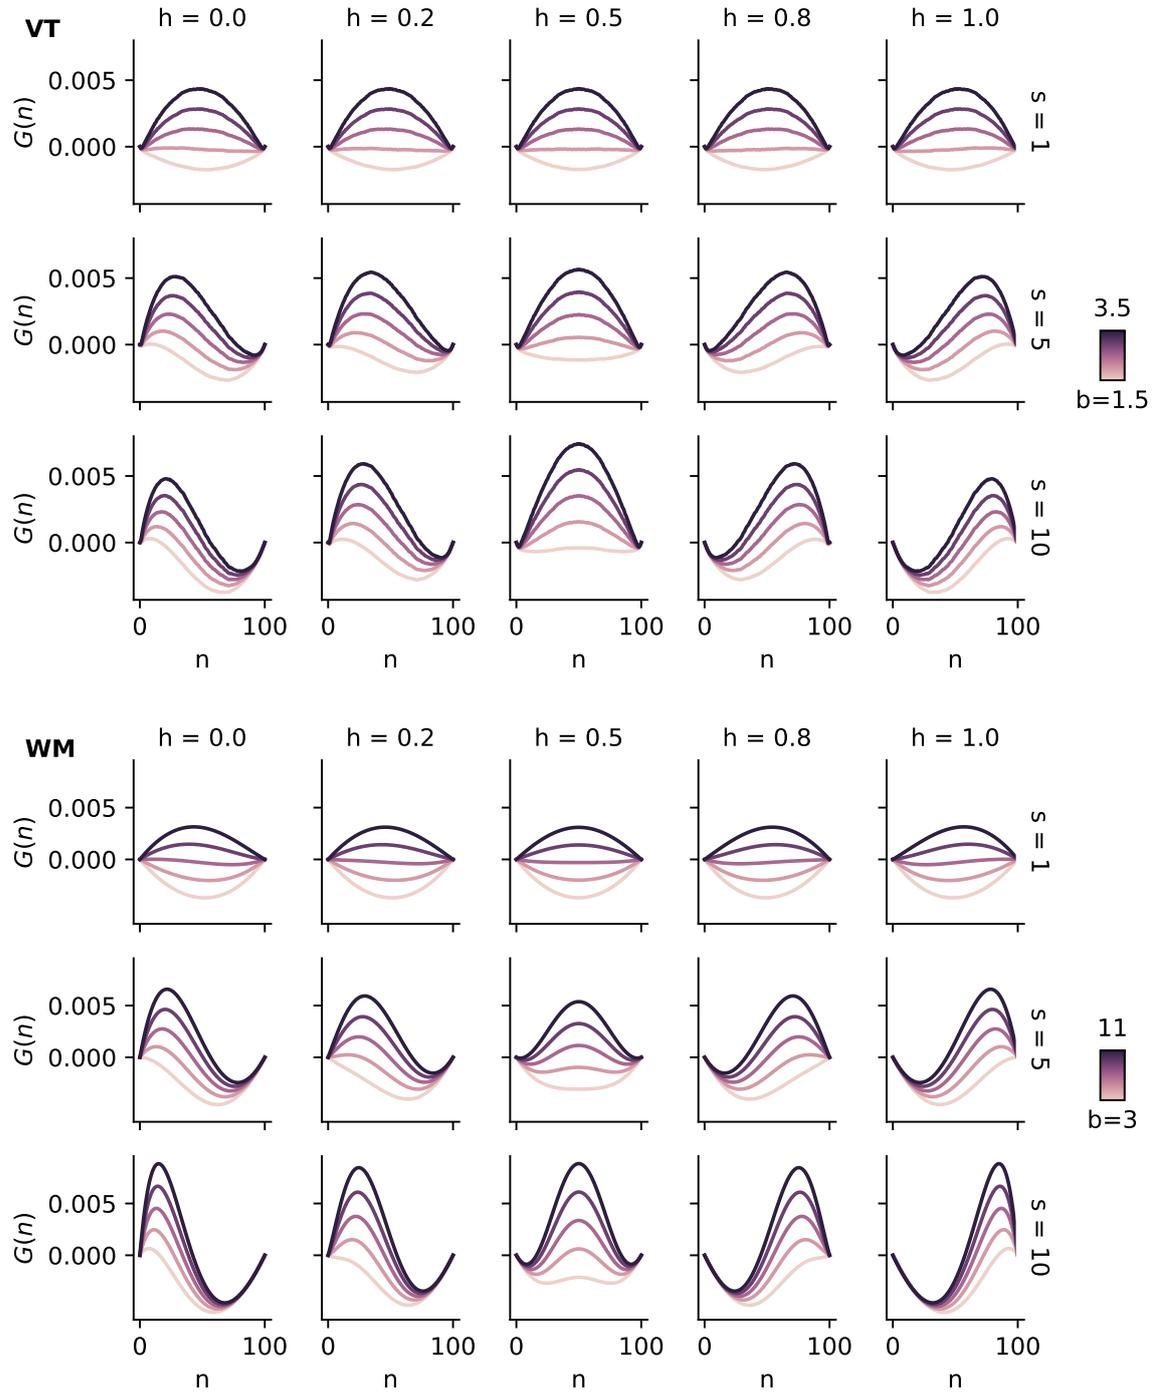 VT
h = 0.0 h = 0.2 h = 0.5 h = 0.8 h = 1.0
G(n)
0.005
0.000
s = 1
G(n)
0.005
0.000
s = 5
3.5
b=1.5
G(n)
0.005
0.000
s = 10
0 100 0 100 0 100 0 100 0 100
n n n n n
WM
h = 0.0 h = 0.2 h = 0.5 h = 0.8 h = 1.0
G(n)
0.005
0.000
s = 1
G(n)
0.005
0.000
s = 5
11
b=3
G(n)
0.005
0.000
s = 10
0 100 0 100 0 100 0 100 0 100
n n n n n